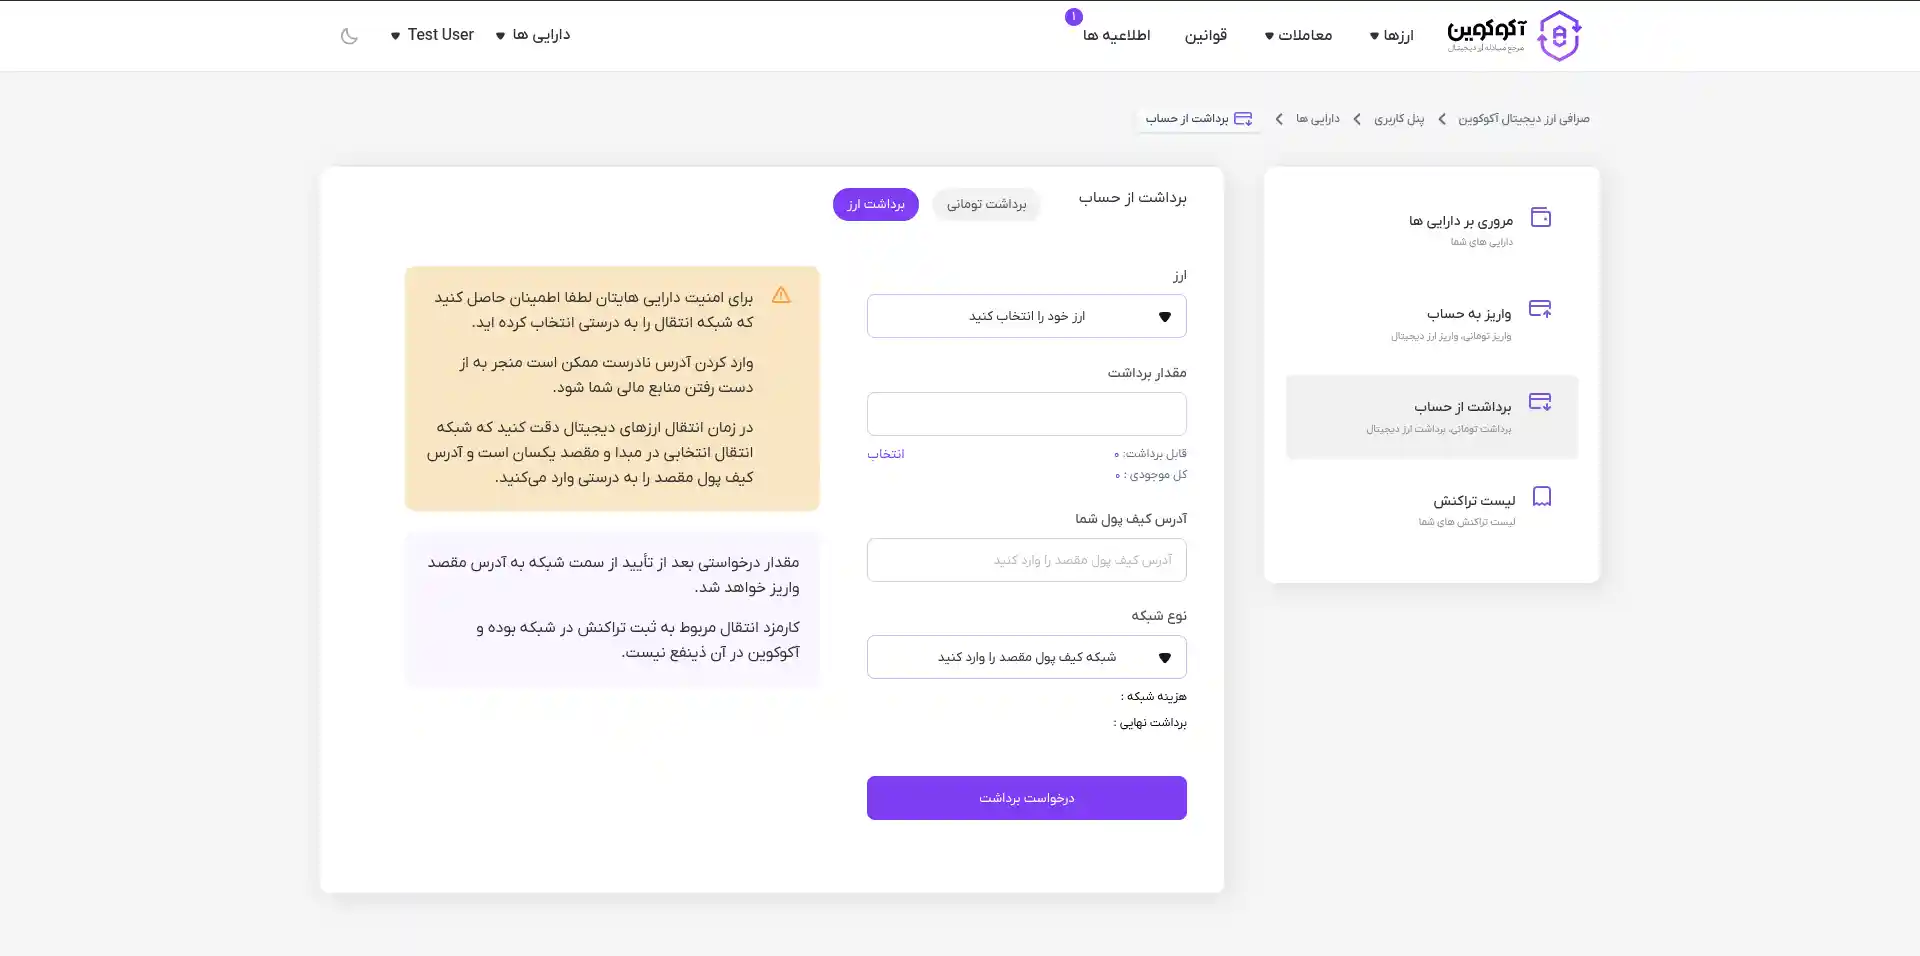 آکوکوین
مرجع مبادله ارز دیجیتال
ارزها
معاملات
قوانین
اطلاعیه ها
۱
دارایی ها
Test User
صرافی ارز دیجیتال آکوکوین
پنل کاربری
دارایی ها
برداشت از حساب
مروری بر دارایی ها
دارایی های شما
واریز به حساب
واریز تومانی، واریز ارز دیجیتال
برداشت از حساب
برداشت تومانی، برداشت ارز دیجیتال
لیست تراکنش
لیست تراکنش های شما
برداشت از حساب
برداشت تومانی
برداشت ارز
ارز
ارز خود را انتخاب کنید
مقدار برداشت
قابل برداشت: ۰
انتخاب
کل موجودی : ۰
آدرس کیف پول شما
آدرس کیف پول مقصد را وارد کنید
نوع شبکه
شبکه کیف پول مقصد را وارد کنید
هزینه شبکه :
برداشت نهایی :
درخواست برداشت
برای امنیت دارایی هایتان لطفا اطمینان حاصل کنید
که شبکه انتقال را به درستی انتخاب کرده اید.
وارد کردن آدرس نادرست ممکن است منجر به از
دست رفتن منابع مالی شما شود.
در زمان انتقال ارزهای دیجیتال دقت کنید که شبکه
انتقال انتخابی در مبدا و مقصد یکسان است و آدرس
کیف پول مقصد را به درستی وارد می‌کنید.
مقدار درخواستی بعد از تأیید از سمت شبکه به آدرس مقصد
واریز خواهد شد.
کارمزد انتقال مربوط به ثبت تراکنش در شبکه بوده و
آکوکوین در آن ذینفع نیست.